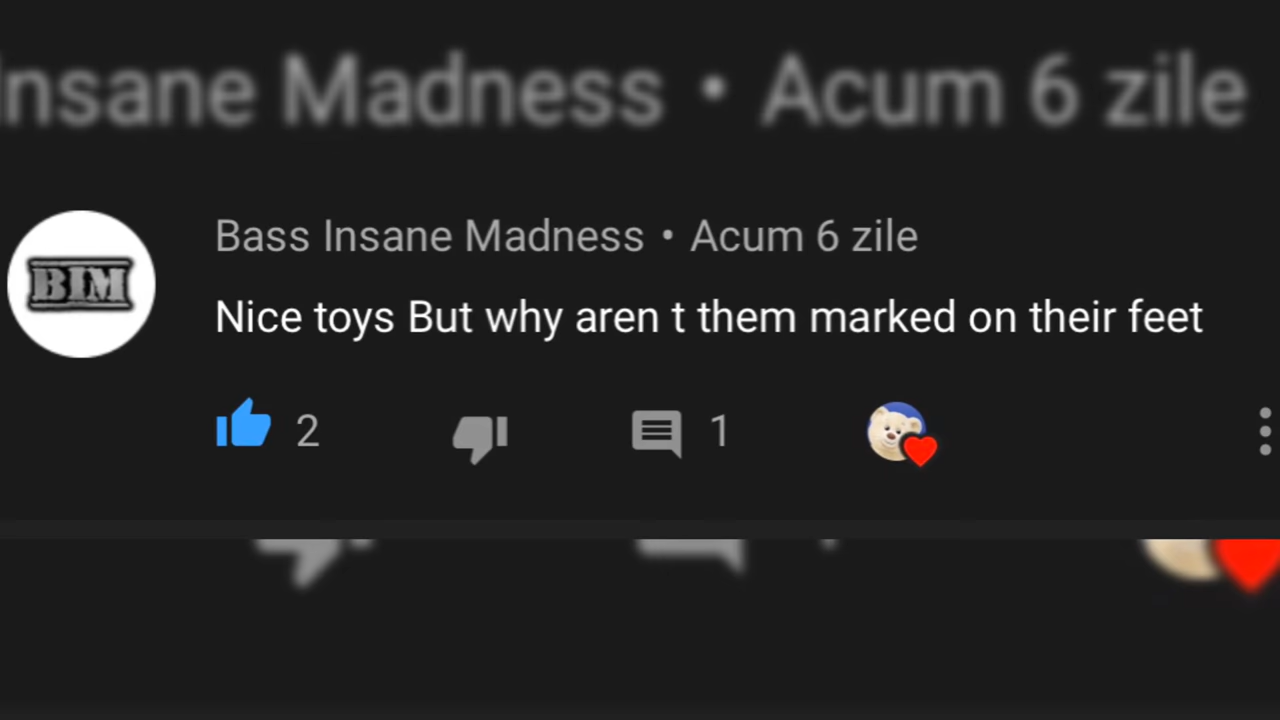 Insane Madness • Acum 6 zile
BIM
Bass Insane Madness • Acum 6 zile
Nice toys But why aren t them marked on their feet
2
1